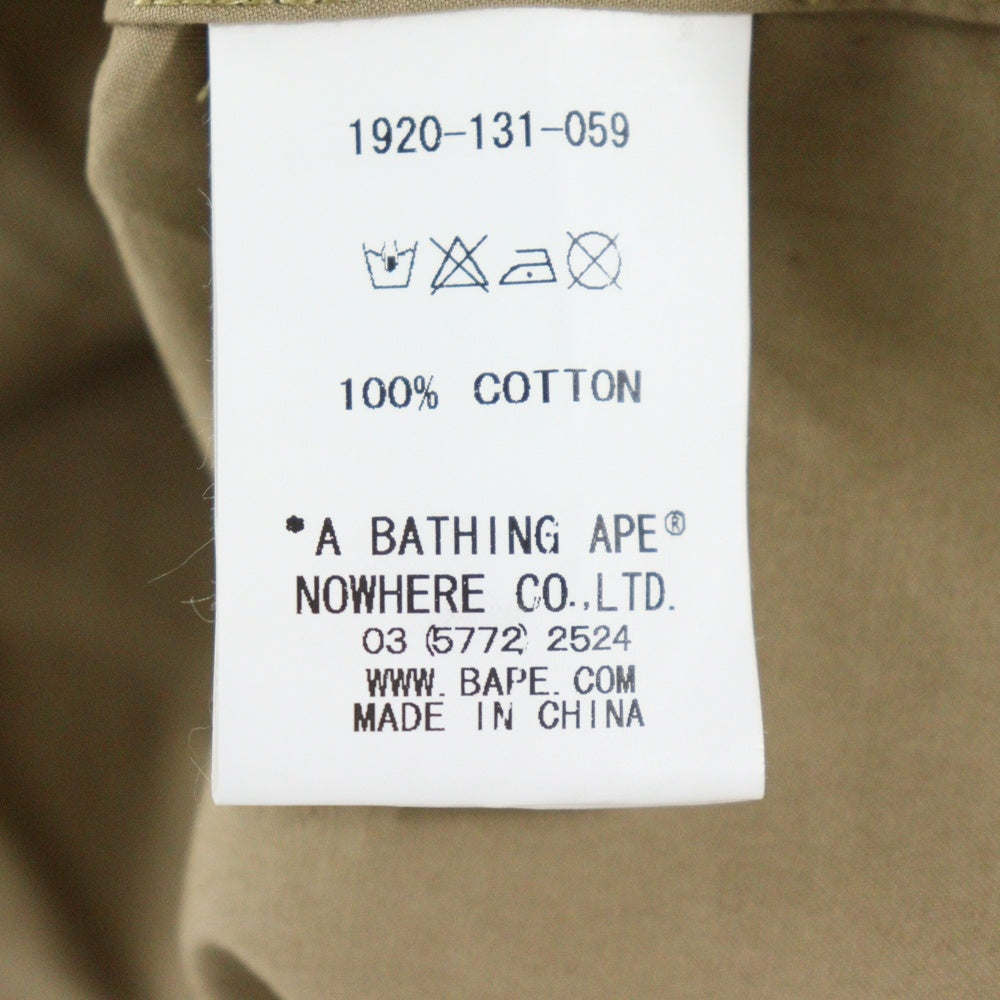 1920-131-059
100% COTTON
*A BATHING APE®
NOWHERE CO.,LTD.
03 (5772) 2524
WWW. BAPE. COM
MADE IN CHINA